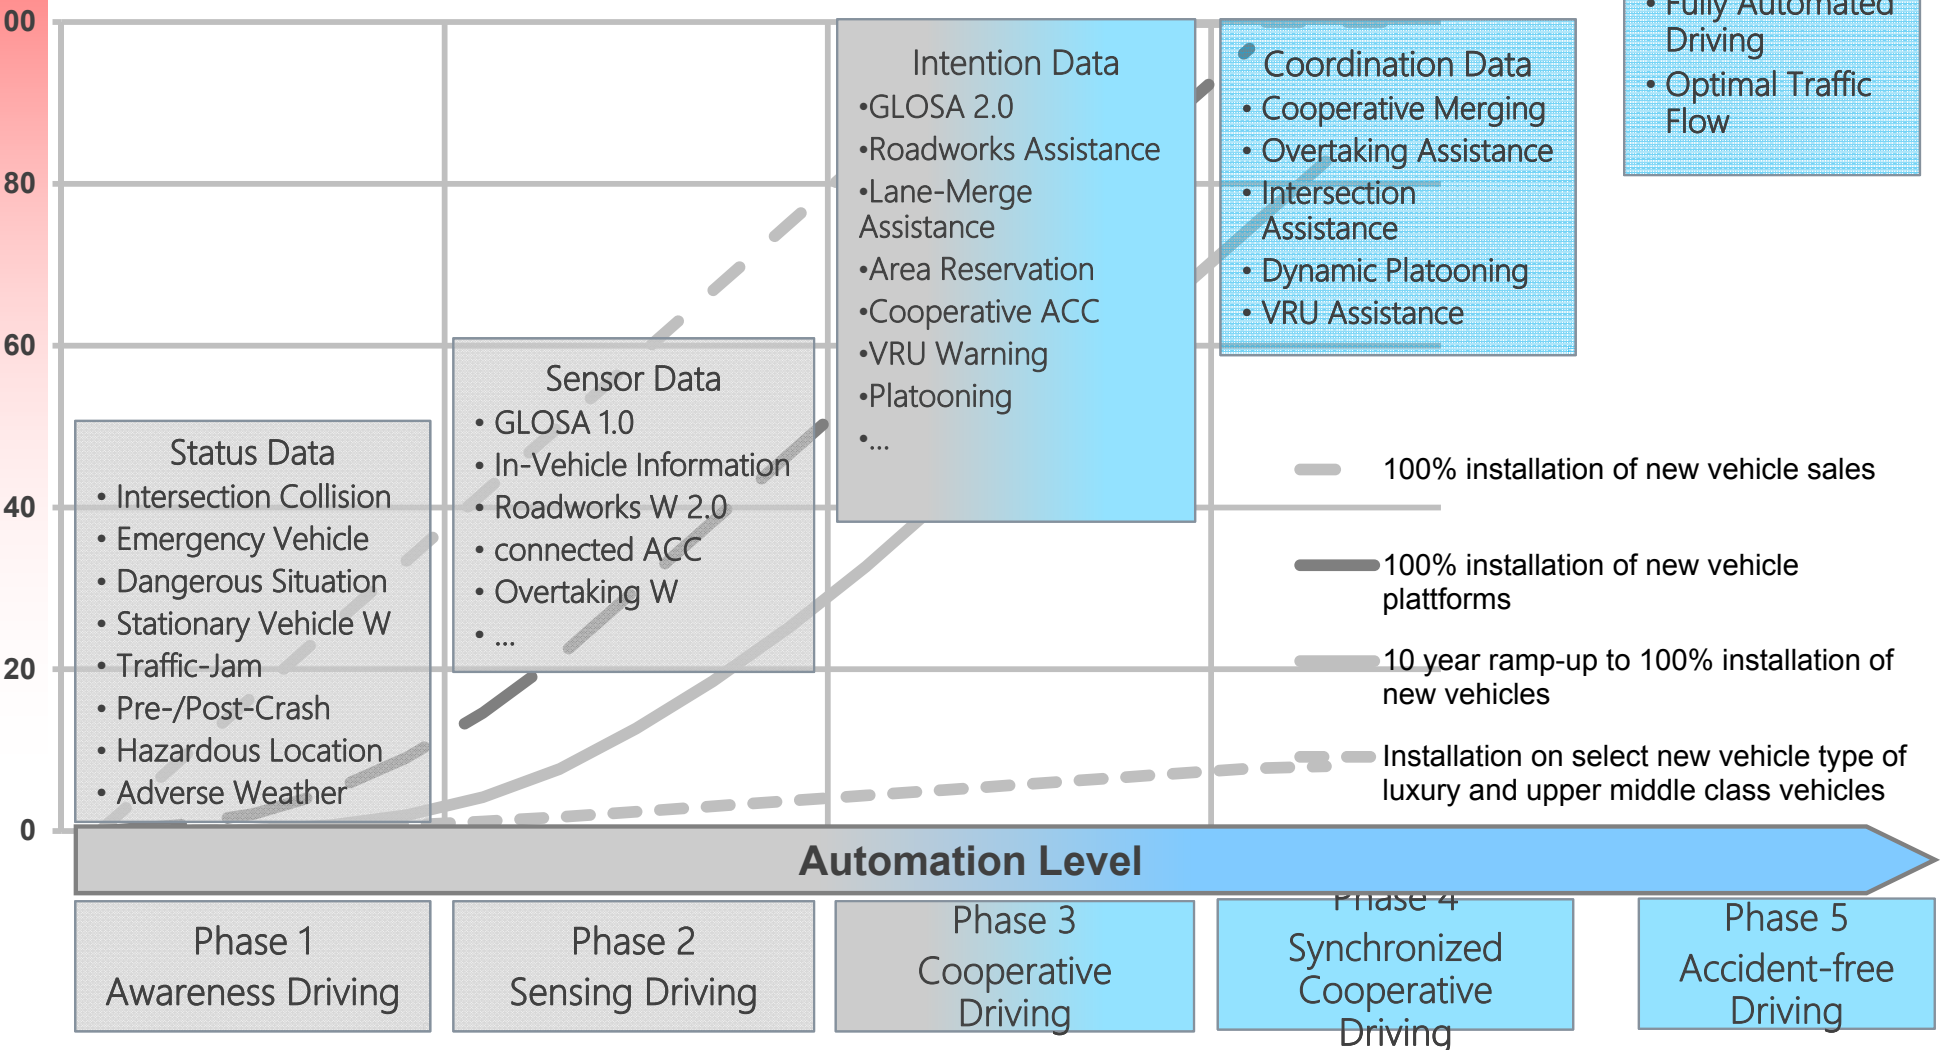 00
80
60
40
20
0
Status Data
• Intersection Collision
• Emergency Vehicle
• Dangerous Situation
• Stationary Vehicle W
• Traffic-Jam
• Pre-/Post-Crash
• Hazardous Location
• Adverse Weather
Sensor Data
• GLOSA 1.0
• In-Vehicle Information
• Roadworks W 2.0
• connected ACC
• Overtaking W
• ...
Intention Data
•GLOSA 2.0
•Roadworks Assistance
•Lane-Merge
Assistance
•Area Reservation
•Cooperative ACC
•VRU Warning
•Platooning
•...
Coordination Data
• Cooperative Merging
• Overtaking Assistance
• Intersection
Assistance
• Dynamic Platooning
• VRU Assistance
• Fully Automated
Driving
• Optimal Traffic
Flow
100% installation of new vehicle sales
100% installation of new vehicle
plattforms
10 year ramp-up to 100% installation of
new vehicles
Installation on select new vehicle type of
luxury and upper middle class vehicles
Automation Level
Phase 1
Awareness Driving
Phase 2
Sensing Driving
Phase 3
Cooperative
Driving
Phase 4
Synchronized
Cooperative
Driving
Phase 5
Accident-free
Driving